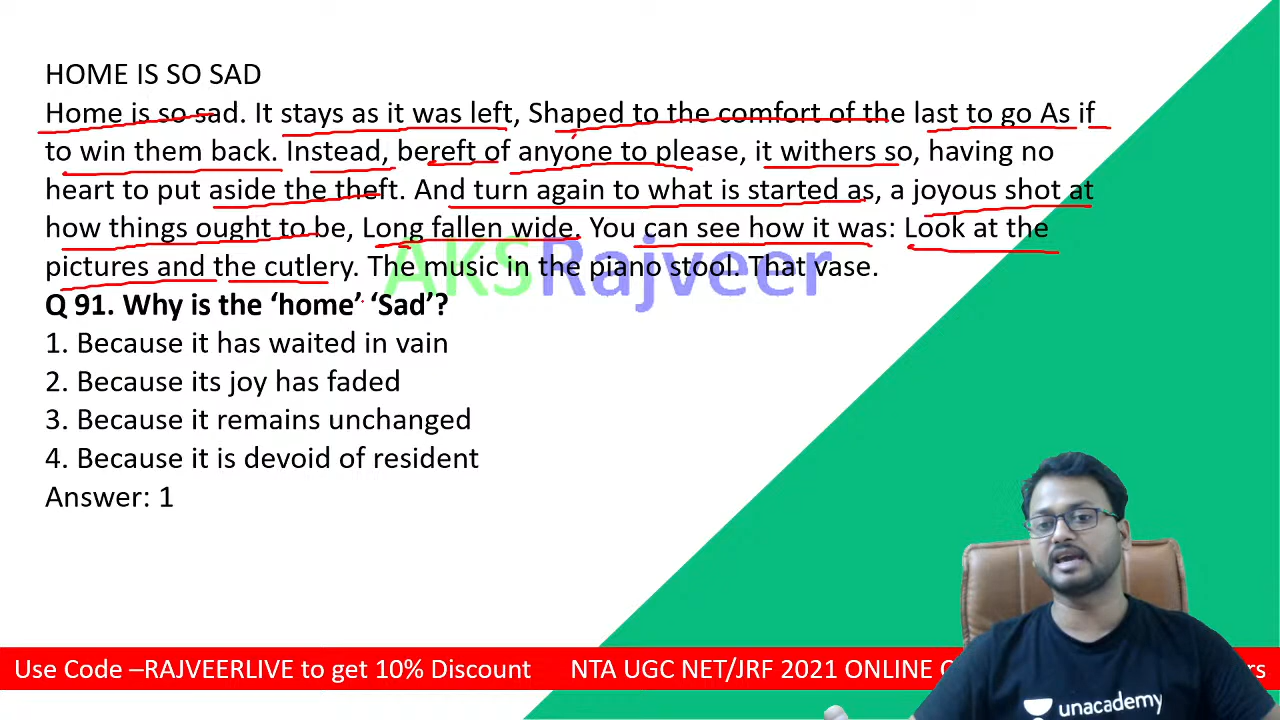 HOME IS SO SAD
Home is so sad. It stays as it was left, Shaped to the comfort of the last to go As if
to win them back. Instead, bereft of anyone to please, it withers so, having no
heart to put aside the theft. And turn again to what is started as, a joyous shot at
how things ought to be, Long fallen wide. You can see how it was: Look at the
pictures and the cutlery. The music in the piano stool. That vase.
AKSRajveer
Q 91. Why is the ‘home’ ‘Sad’?
1. Because it has waited in vain
2. Because its joy has faded
3. Because it remains unchanged
4. Because it is devoid of resident
Answer: 1
unacademy
Use Code –RAJVEERLIVE to get 10% Discount NTA UGC NET/JRF 2021 ONLINE